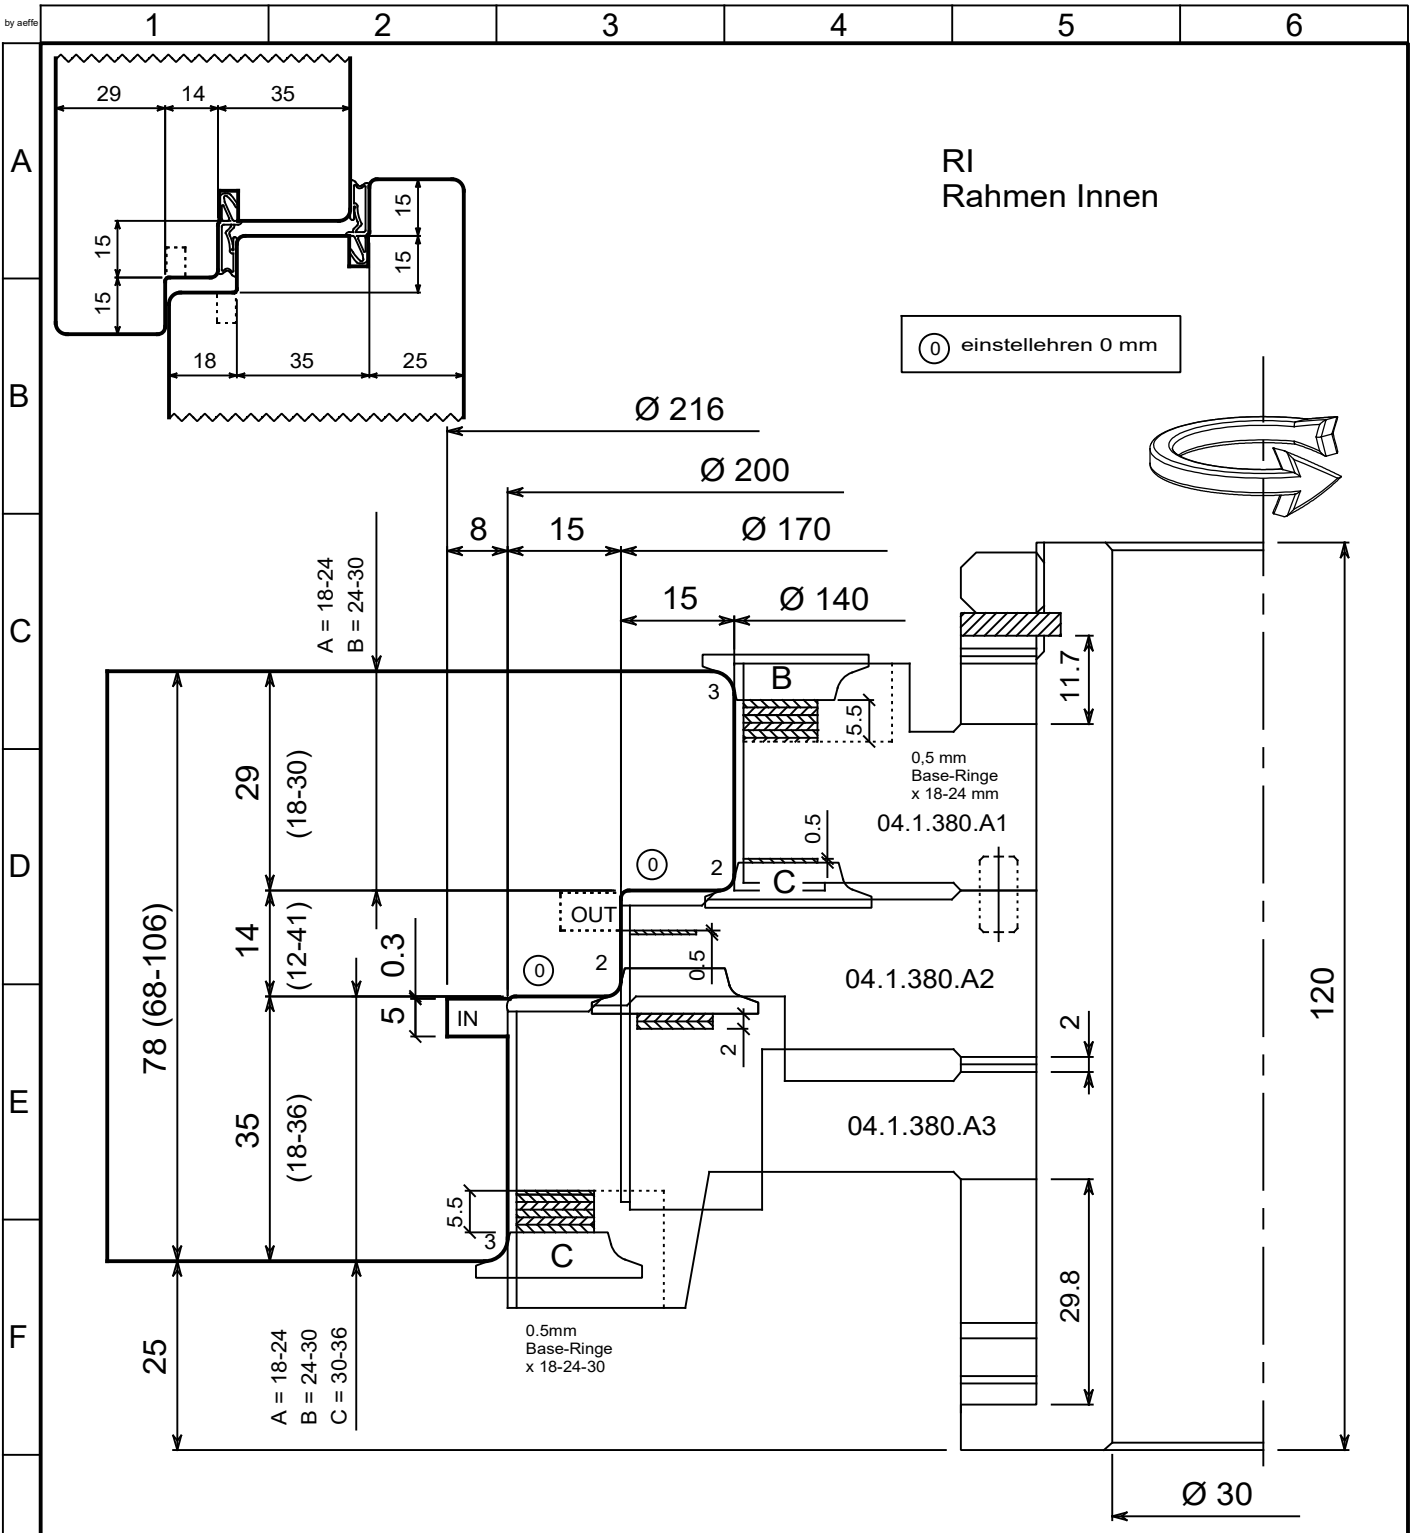 by aeffe
1 2 3 4 5 6
A
B
C
D
E
F
29 14 35
15
15
15
15
18 35 25
RI
Rahmen Innen
0 einstellehren 0 mm
Ø 216
Ø 200
8 15 Ø 170
15 Ø 140
A = 18-24
B = 24-30
3 B
5.5
11.7
0,5 mm
Base-Ringe
x 18-24 mm
04.1.380.A1
29
(18-30)
0.5
0 2 C
OUT
14
(12-41)
0.3
0 2
0.5
04.1.380.A2
78 (68-106)
5
IN
2
2
120
35
(18-36)
04.1.380.A3
5.5
3 C
29.8
0.5mm
Base-Ringe
x 18-24-30
25
A = 18-24
B = 24-30
C = 30-36
Ø 30